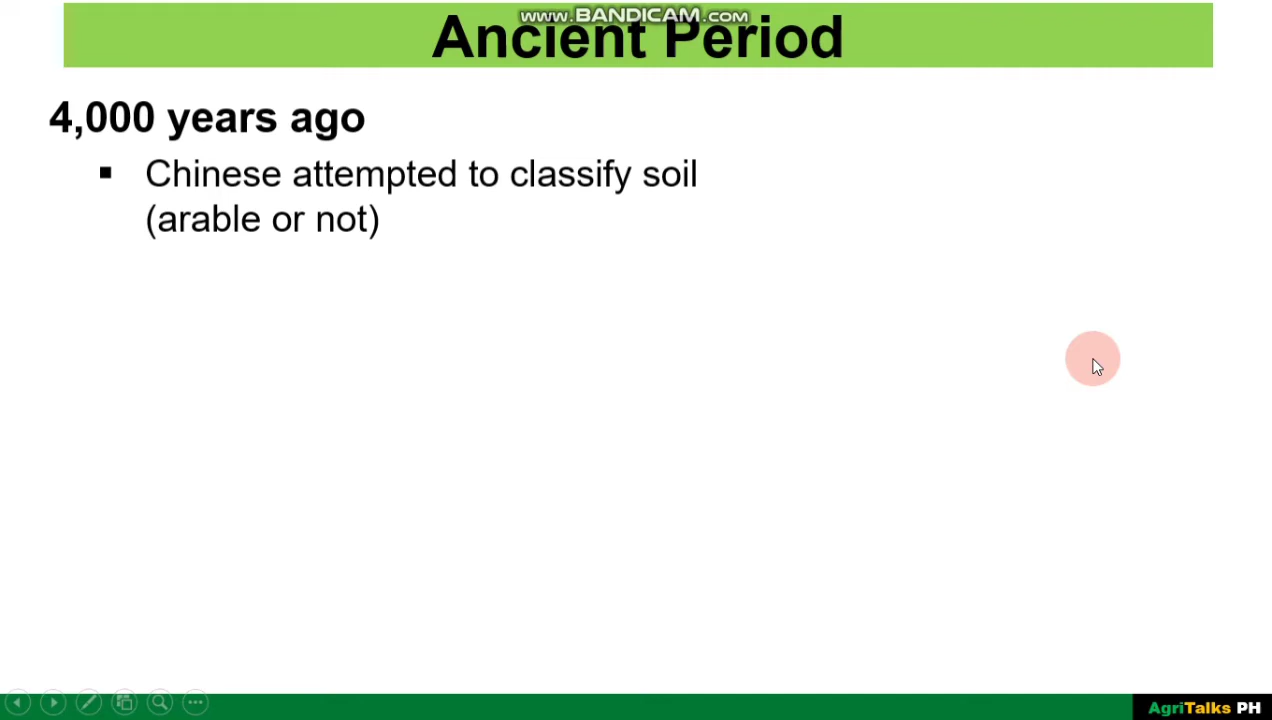 www.BANDICAM.com
Ancient Period
4,000 years ago
▪ Chinese attempted to classify soil
(arable or not)
AgriTalks PH